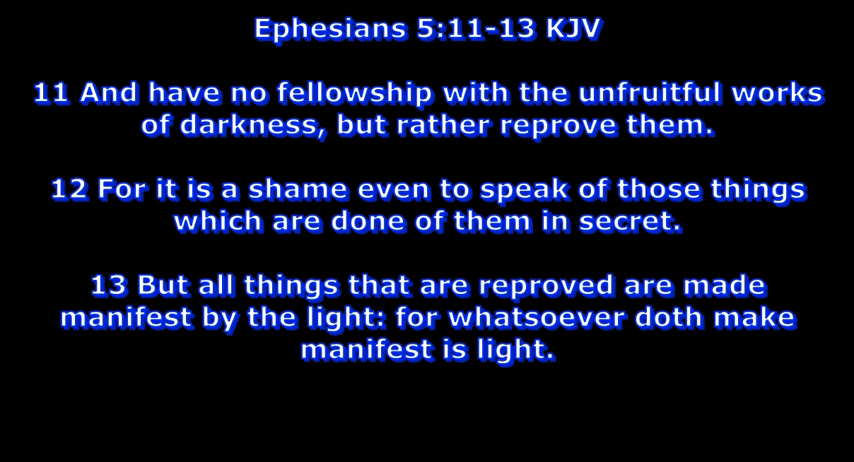 Ephesians 5:11-13 KJV
11 And have no fellowship with the unfruitful works
of darkness, but rather reprove them.
12 For it is a shame even to speak of those things
which are done of them in secret.
13 But all things that are reproved are made
manifest by the light: for whatsoever doth make
manifest is light.